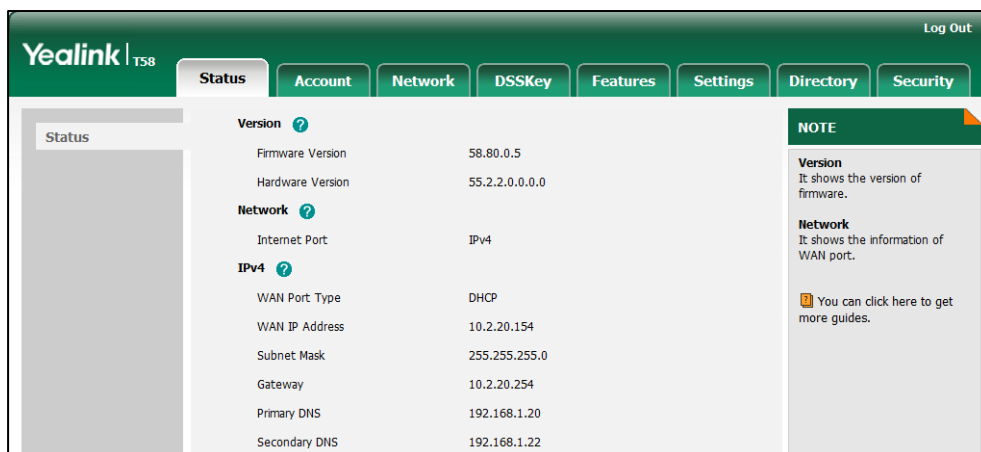 Log Out
Yealink T58
Status Account Network DSSKey Features Settings Directory Security
Status
Version ?
Firmware Version 58.80.0.5
Hardware Version 55.2.2.0.0.0.0
Network ?
Internet Port IPv4
IPv4 ?
WAN Port Type DHCP
WAN IP Address 10.2.20.154
Subnet Mask 255.255.255.0
Gateway 10.2.20.254
Primary DNS 192.168.1.20
Secondary DNS 192.168.1.22
NOTE
Version
It shows the version of
firmware.
Network
It shows the information of
WAN port.
? You can click here to get
more guides.